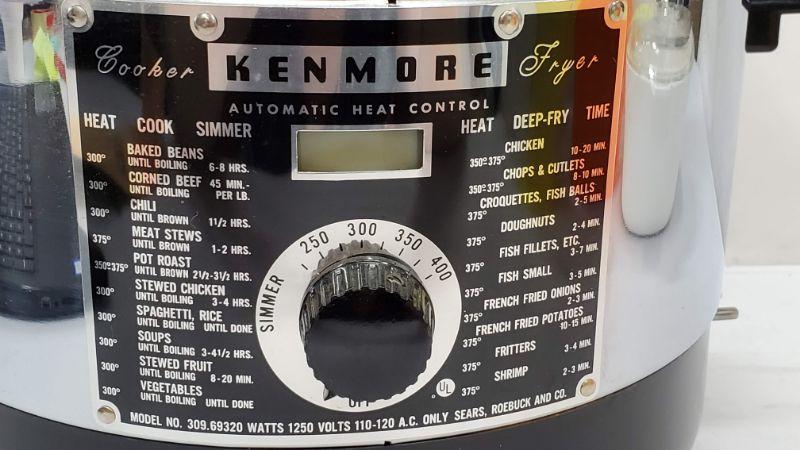 Cooker KENMORE Fryer
AUTOMATIC HEAT CONTROL
HEAT COOK SIMMER
300° BAKED BEANS
UNTIL BOILING 6-8 HRS.
300° CORNED BEEF 45 MIN.-
UNTIL BOILING PER LB.
300° CHILI
UNTIL BROWN 1 1/2 HRS.
375° MEAT STEWS
UNTIL BROWN 1-2 HRS.
350°375° POT ROAST
UNTIL BROWN 2 1/2-3 1/2 HRS.
300° STEWED CHICKEN
UNTIL BOILING 3-4 HRS.
300° SPAGHETTI, RICE
UNTIL BOILING UNTIL DONE
300° SOUPS
UNTIL BOILING 3-4 1/2 HRS.
300° STEWED FRUIT
UNTIL BOILING 8-20 MIN.
300° VEGETABLES
UNTIL BOILING UNTIL DONE
SIMMER 250 300 350 400
OFF
UL
HEAT DEEP-FRY TIME
CHICKEN
350°375° 10-20 MIN.
CHOPS & CUTLETS
350°375° 8-10 MIN.
CROQUETTES, FISH BALLS
375° 2-5 MIN.
DOUGHNUTS
375° 2-4 MIN.
FISH FILLETS, ETC.
375° 3-7 MIN.
FISH SMALL
375° 3-5 MIN.
FRENCH FRIED ONIONS
375° 2-3 MIN.
FRENCH FRIED POTATOES
375° 10-15 MIN.
FRITTERS
375° 3-4 MIN.
SHRIMP
375° 2-3 MIN.
MODEL NO. 309.69320 WATTS 1250 VOLTS 110-120 A.C. ONLY SEARS, ROEBUCK AND CO.